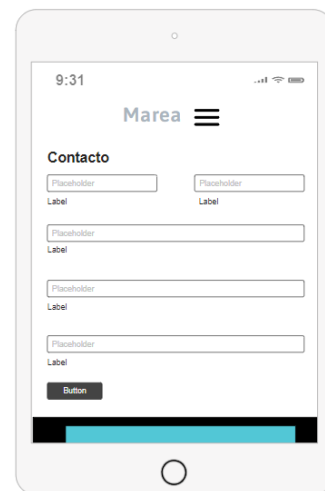 9:31
Marea
Contacto
Placeholder Placeholder
Label Label
Placeholder
Label
Placeholder
Label
Placeholder
Label
Button